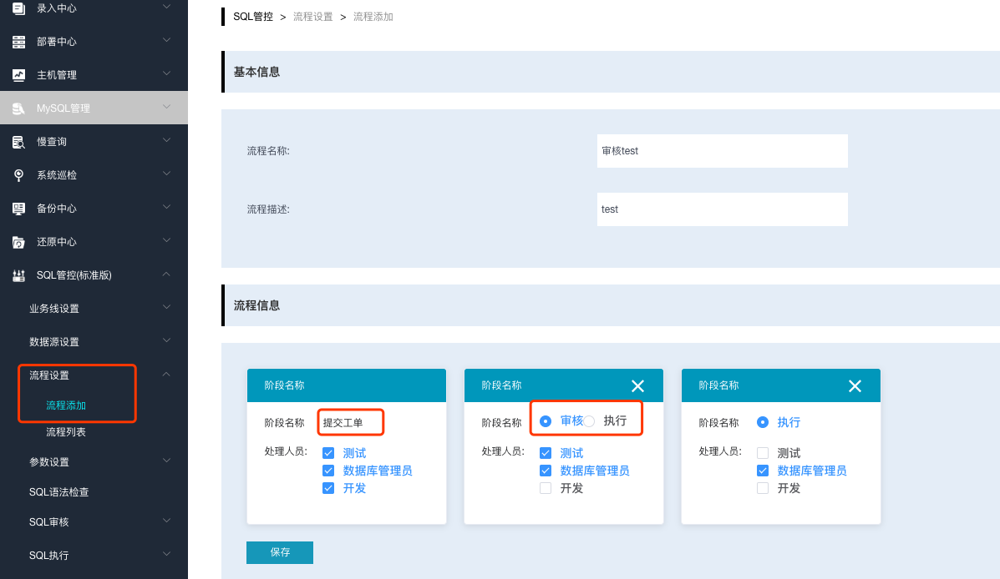 录入中心
部署中心
主机管理
MySQL管理
慢查询
系统巡检
备份中心
还原中心
SQL管控(标准版)
业务线设置
数据源设置
流程设置
流程添加
流程列表
参数设置
SQL语法检查
SQL审核
SQL执行
SQL管控 > 流程设置 > 流程添加
基本信息
流程名称: 审核test
流程描述: test
流程信息
阶段名称
阶段名称 提交工单
处理人员: 测试
数据库管理员
开发
阶段名称
阶段名称 审核 执行
处理人员: 测试
数据库管理员
开发
阶段名称
阶段名称 执行
处理人员: 测试
数据库管理员
开发
保存